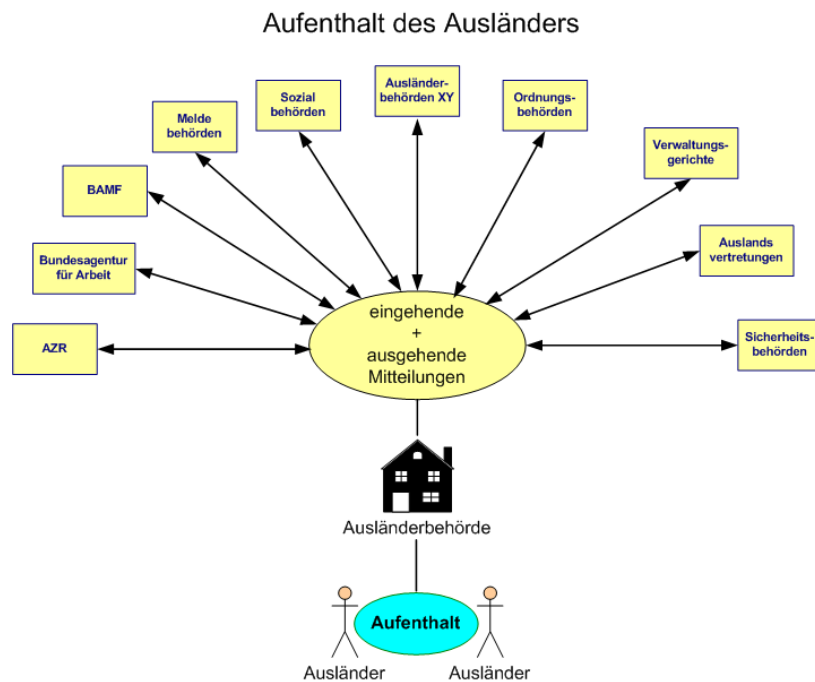 Aufenthalt des Ausländers
Ausländer-
behörden XY
Sozial
behörden
Ordnungs-
behörden
Melde
behörden
Verwaltungs-
gerichte
BAMF
Auslands
vertretungen
Bundesagentur
für Arbeit
AZR
eingehende
+
ausgehende
Mitteilungen
Sicherheits-
behörden
Ausländerbehörde
Aufenthalt
Ausländer
Ausländer